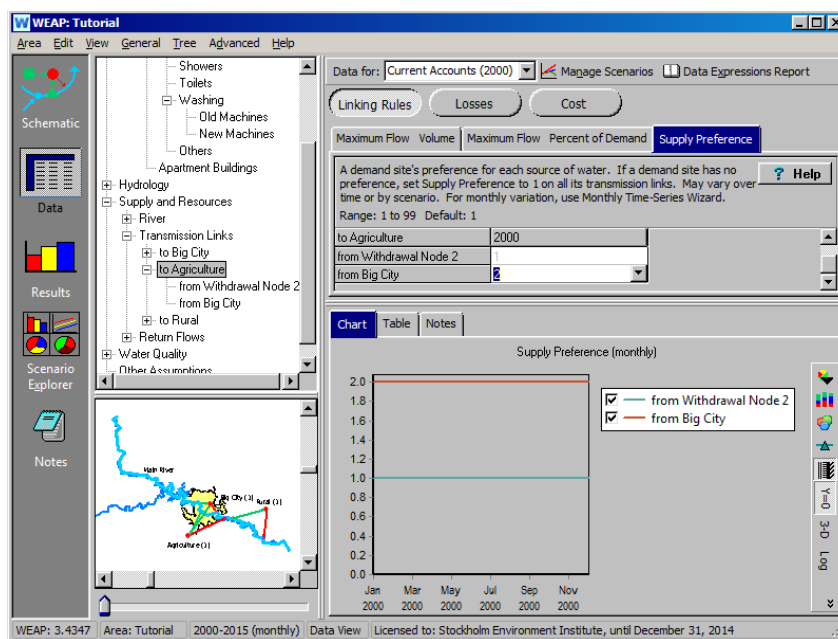 WEAP: Tutorial
Area Edit View General Tree Advanced Help
Schematic
Data
Results
Scenario
Explorer
Notes
Showers
Toilets
Washing
Old Machines
New Machines
Others
Apartment Buildings
Hydrology
Supply and Resources
River
Transmission Links
to Big City
to Agriculture
from Withdrawal Node 2
from Big City
to Rural
Return Flows
Water Quality
Other Assumptions
Data for: Current Accounts (2000) Manage Scenarios Data Expressions Report
Linking Rules Losses Cost
Maximum Flow Volume Maximum Flow Percent of Demand Supply Preference
A demand site's preference for each source of water. If a demand site has no
preference, set Supply Preference to 1 on all its transmission links. May vary over
time or by scenario. For monthly variation, use Monthly Time-Series Wizard.
Range: 1 to 99 Default: 1
? Help
to Agriculture 2000
from Withdrawal Node 2 1
from Big City 2
Chart Table Notes
Supply Preference (monthly)
2.0
1.8
1.6
1.4
1.2
1.0
0.8
0.6
0.4
0.2
0.0
Jan Mar May Jul Sep Nov
2000 2000 2000 2000 2000 2000
from Withdrawal Node 2
from Big City
Y=0
3-D
Log
Main River
Big City (1)
Rural (3)
Agriculture (3)
WEAP: 3.4347 Area: Tutorial 2000-2015 (monthly) Data View Licensed to: Stockholm Environment Institute, until December 31, 2014